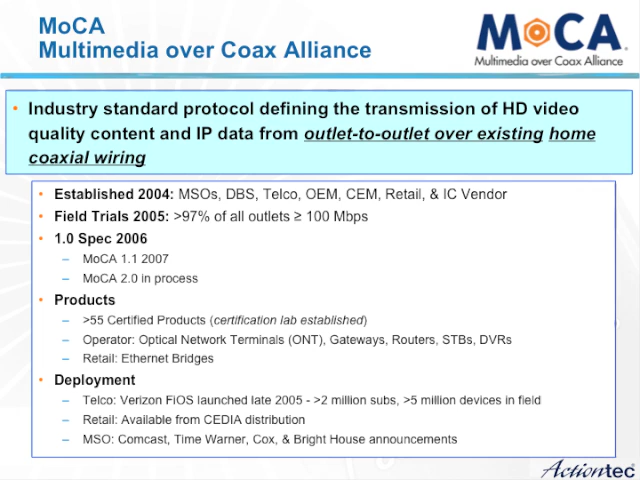 MoCA
Multimedia over Coax Alliance
MoCA®
Multimedia over Coax Alliance
• Industry standard protocol defining the transmission of HD video
quality content and IP data from outlet-to-outlet over existing home
coaxial wiring
• Established 2004: MSOs, DBS, Telco, OEM, CEM, Retail, & IC Vendor
• Field Trials 2005: >97% of all outlets ≥ 100 Mbps
• 1.0 Spec 2006
– MoCA 1.1 2007
– MoCA 2.0 in process
• Products
– >55 Certified Products (certification lab established)
– Operator: Optical Network Terminals (ONT), Gateways, Routers, STBs, DVRs
– Retail: Ethernet Bridges
• Deployment
– Telco: Verizon FiOS launched late 2005 - >2 million subs, >5 million devices in field
– Retail: Available from CEDIA distribution
– MSO: Comcast, Time Warner, Cox, & Bright House announcements
Actiontec®